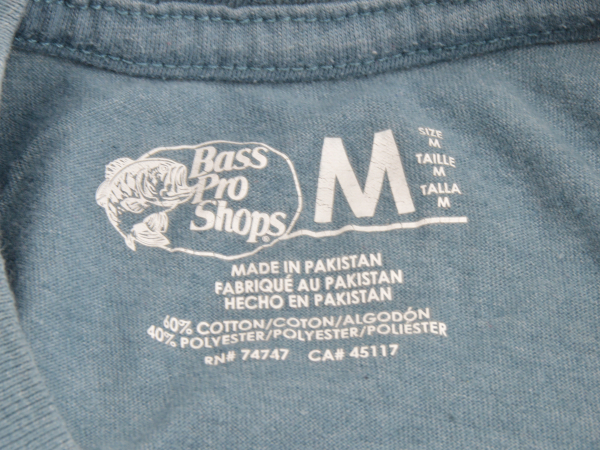 Bass
Pro
Shops
M
SIZE
M
TAILLE
M
TALLA
M
MADE IN PAKISTAN
FABRIQUÉ AU PAKISTAN
HECHO EN PAKISTAN
60% COTTON/COTON/ALGODÓN
40% POLYESTER/POLYESTER/POLIÉSTER
RN# 74747 CA# 45117